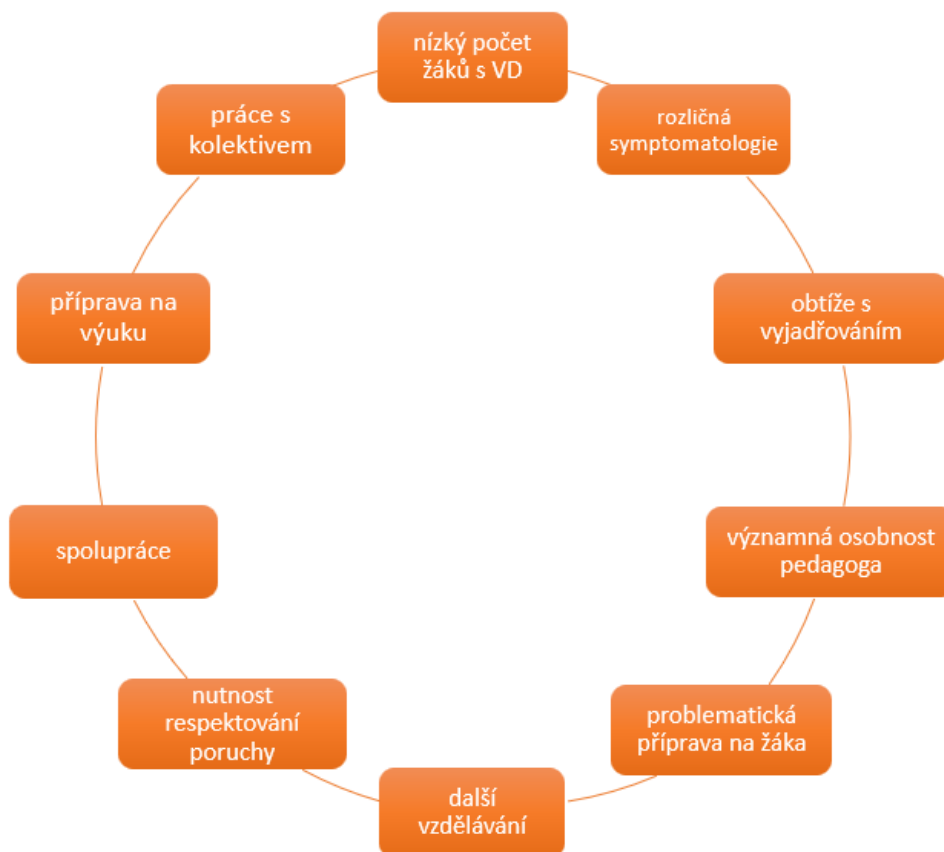 nízký počet
žáků s VD
rozličná
symptomatologie
obtíže s
vyjadřováním
významná osobnost
pedagoga
problematická
příprava na žáka
další
vzdělávání
nutnost
respektování
poruchy
spolupráce
příprava na
výuku
práce s
kolektivem